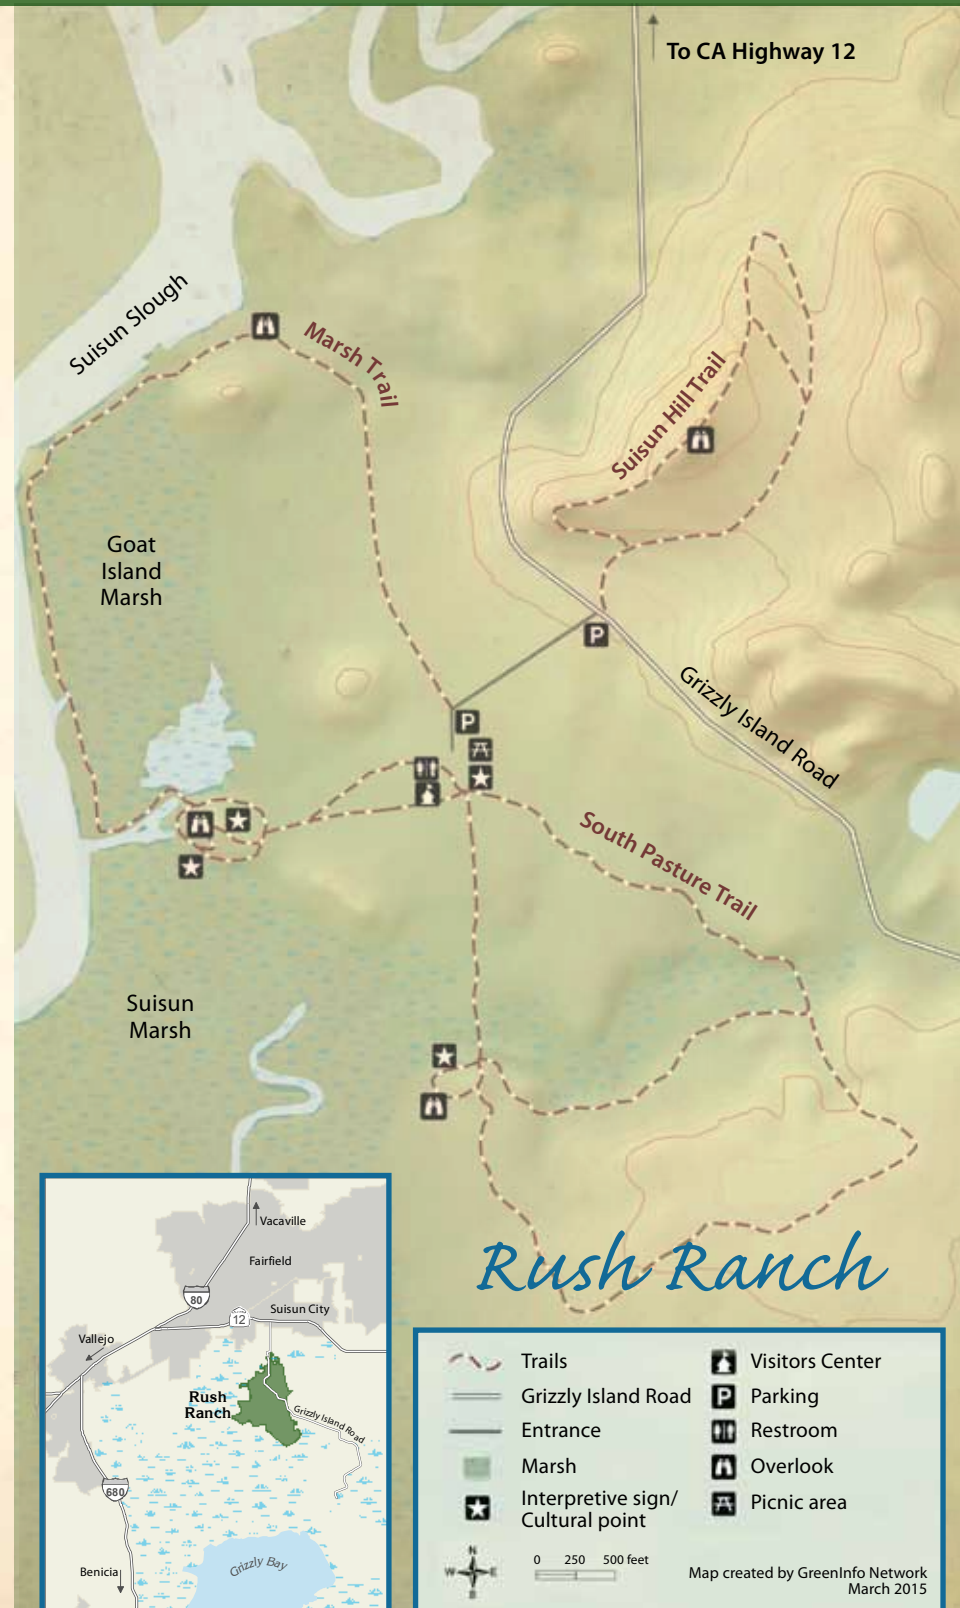 To CA Highway 12
Suisun Slough
Marsh Trail
Suisun Hill Trail
Goat
Island
Marsh
P
P
Grizzly Island Road
South Pasture Trail
Suisun
Marsh
Rush Ranch
Vacaville
Fairfield
80
12
Suisun City
Vallejo
Rush
Ranch
Grizzly Island Road
680
Grizzly Bay
Benicia
Trails
Grizzly Island Road
Entrance
Marsh
Interpretive sign/
Cultural point
Visitors Center
P Parking
Restroom
Overlook
Picnic area
N
W E
S
0 250 500 feet
Map created by GreenInfo Network
March 2015